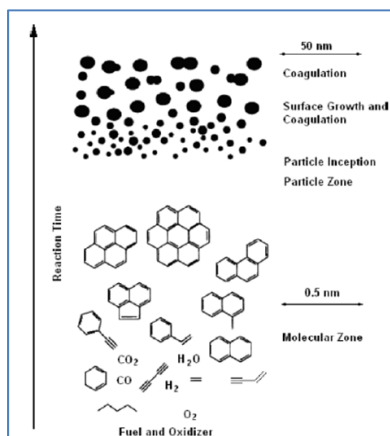 50 nm
Coagulation
Surface Growth and
Coagulation
Particle Inception
Particle Zone
Reaction Time
0.5 nm
Molecular Zone
CO2
H2O
CO
H2
O2
Fuel and Oxidizer